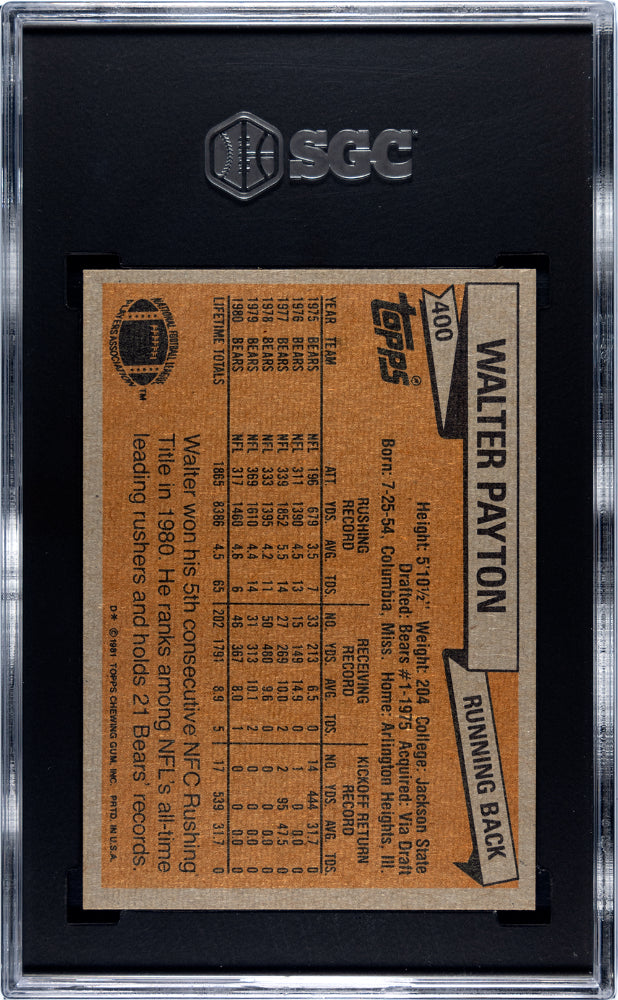 SGC
WALTER PAYTON
RUNNING BACK
400
topps®
Height: 5'10½' Weight: 204 College: Jackson State
Drafted: Bears #1-1975 Acquired: Via Draft
Born: 7-25-54, Columbia, Miss. Home: Arlington Heights, Ill.
RUSHING RECORD RECEIVING RECORD KICKOFF RETURN RECORD
YEAR TEAM ATT. YDS. AVG. TDS. NO. YDS. AVG. TDS. NO. YDS. AVG. TDS.
1975 BEARS NFL 196 679 3.5 7 33 213 6.5 0 14 444 31.7 0
1976 BEARS NFL 311 1390 4.5 13 15 149 14.9 0 1 0 0.0 0
1977 BEARS NFL 339 1852 5.5 14 27 269 10.0 2 2 95 47.5 0
1978 BEARS NFL 333 1395 4.2 11 50 480 9.6 0 0 0 0.0 0
1979 BEARS NFL 369 1610 4.4 14 31 313 10.1 2 0 0 0.0 0
1980 BEARS NFL 317 1460 4.6 6 46 367 8.0 1 0 0 0.0 0
LIFETIME TOTALS 1865 8386 4.5 65 202 1791 8.9 5 17 539 31.7 0
NATIONAL FOOTBALL LEAGUE
PLAYERS ASSOCIATION
TM
Walter won his 5th consecutive NFC Rushing
Title in 1980. He ranks among NFL's all-time
leading rushers and holds 21 Bears' records.
D* © 1981 TOPPS CHEWING GUM, INC. PRTD. IN U.S.A.